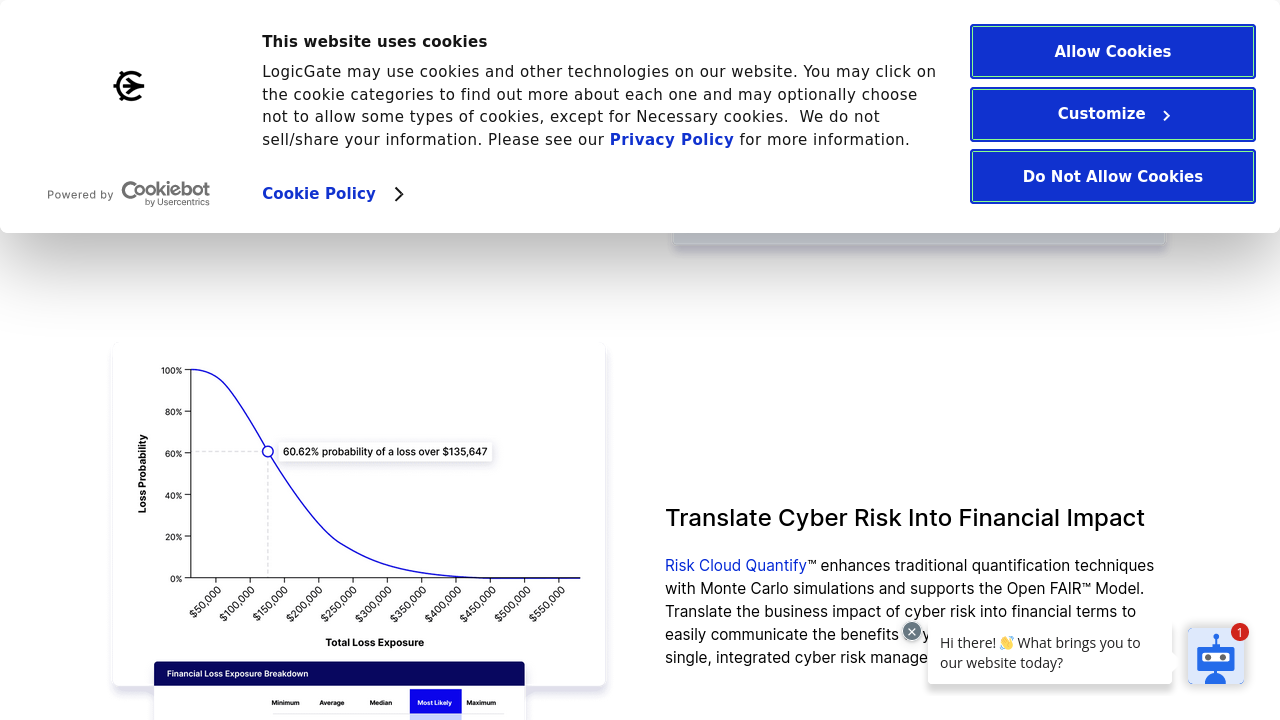 This website uses cookies
LogicGate may use cookies and other technologies on our website. You may click on
the cookie categories to find out more about each one and may optionally choose
not to allow some types of cookies, except for Necessary cookies.  We do not
sell/share your information. Please see our Privacy Policy for more information.
Cookie Policy
Powered by Cookiebot
by Usercentrics
Allow Cookies
Customize
Do Not Allow Cookies
100%
80%
60%
40%
20%
0%
Loss Probability
60.62% probability of a loss over $135,647
$50,000
$100,000
$150,000
$200,000
$250,000
$300,000
$350,000
$400,000
$450,000
$500,000
$550,000
Total Loss Exposure
Financial Loss Exposure Breakdown
Minimum Average Median Most Likely Maximum
Translate Cyber Risk Into Financial Impact
Risk Cloud Quantify™ enhances traditional quantification techniques
with Monte Carlo simulations and supports the Open FAIR™ Model.
Translate the business impact of cyber risk into financial terms to
easily communicate the benefits
single, integrated cyber risk
Hi there! 👋 What brings you to
our website today?
1